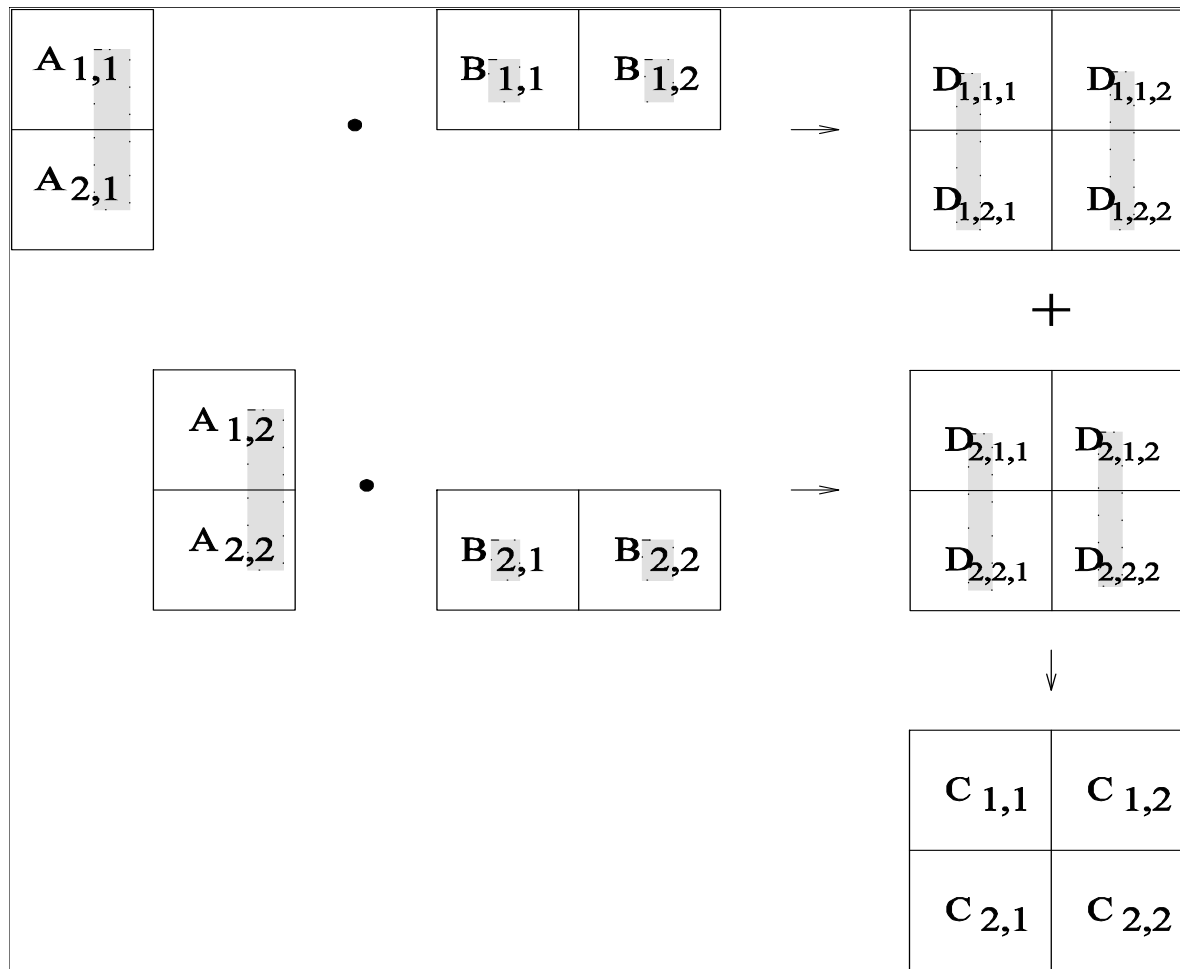 A 1,1 • B 1,1 B 1,2 → D1,1,1 D1,1,2
A 2,1 D1,2,1 D1,2,2
+
A 1,2 • D2,1,1 D2,1,2
A 2,2 B 2,1 B 2,2 → D2,2,1 D2,2,2
↓
C 1,1 C 1,2
C 2,1 C 2,2